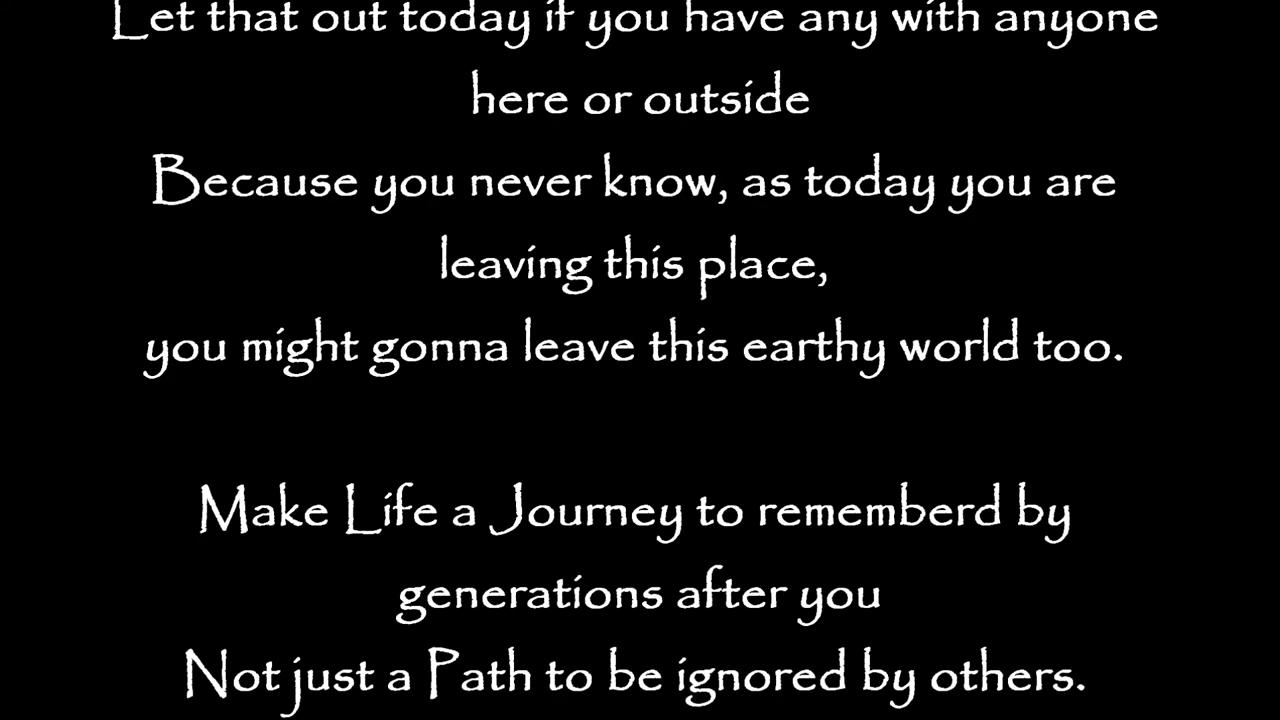 Let that out today if you have any with anyone
here or outside
Because you never know, as today you are
leaving this place,
you might gonna leave this earthy world too.
Make Life a Journey to rememberd by
generations after you
Not just a Path to be ignored by others.